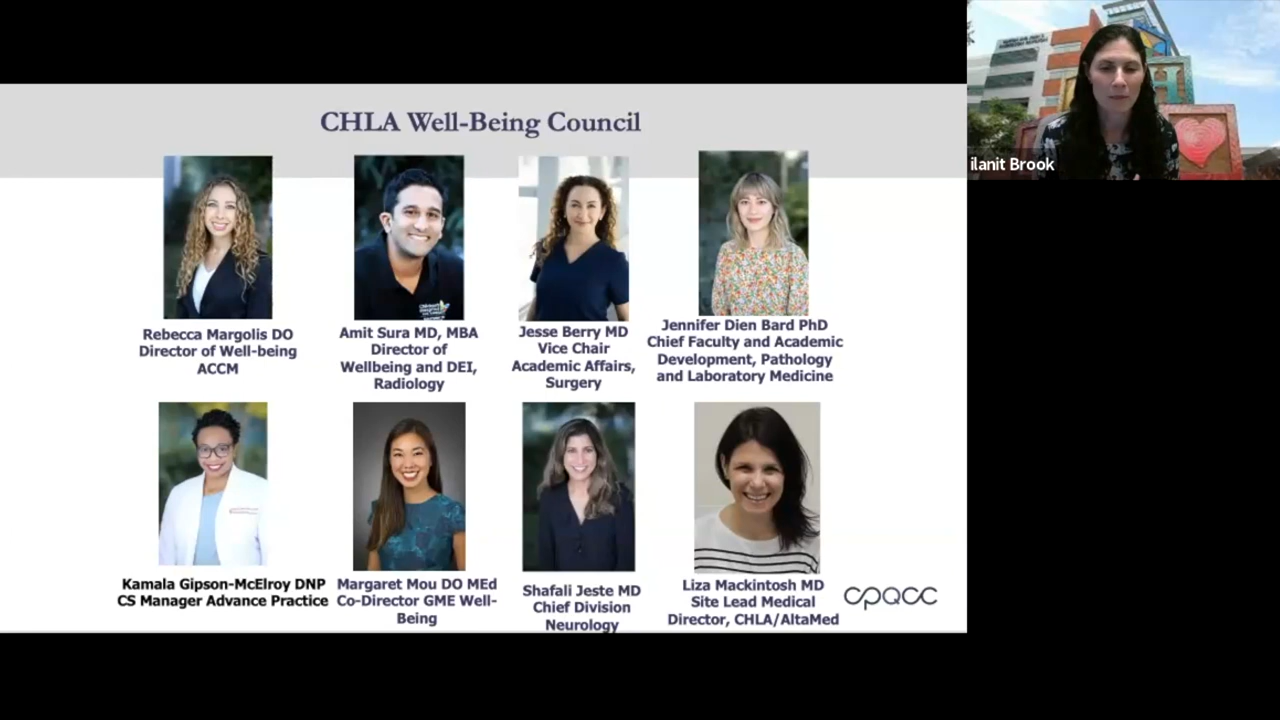 CHLA Well-Being Council
ilanit Brook
Rebecca Margolis DO
Director of Well-being
ACCM
Amit Sura MD, MBA
Director of
Wellbeing and DEI,
Radiology
Jesse Berry MD
Vice Chair
Academic Affairs,
Surgery
Jennifer Dien Bard PhD
Chief Faculty and Academic
Development, Pathology
and Laboratory Medicine
Kamala Gipson-McElroy DNP
CS Manager Advance Practice
Margaret Mou DO MEd
Co-Director GME Well-
Being
Shafali Jeste MD
Chief Division
Neurology
Liza Mackintosh MD
Site Lead Medical
Director, CHLA/AltaMed
cpqcc